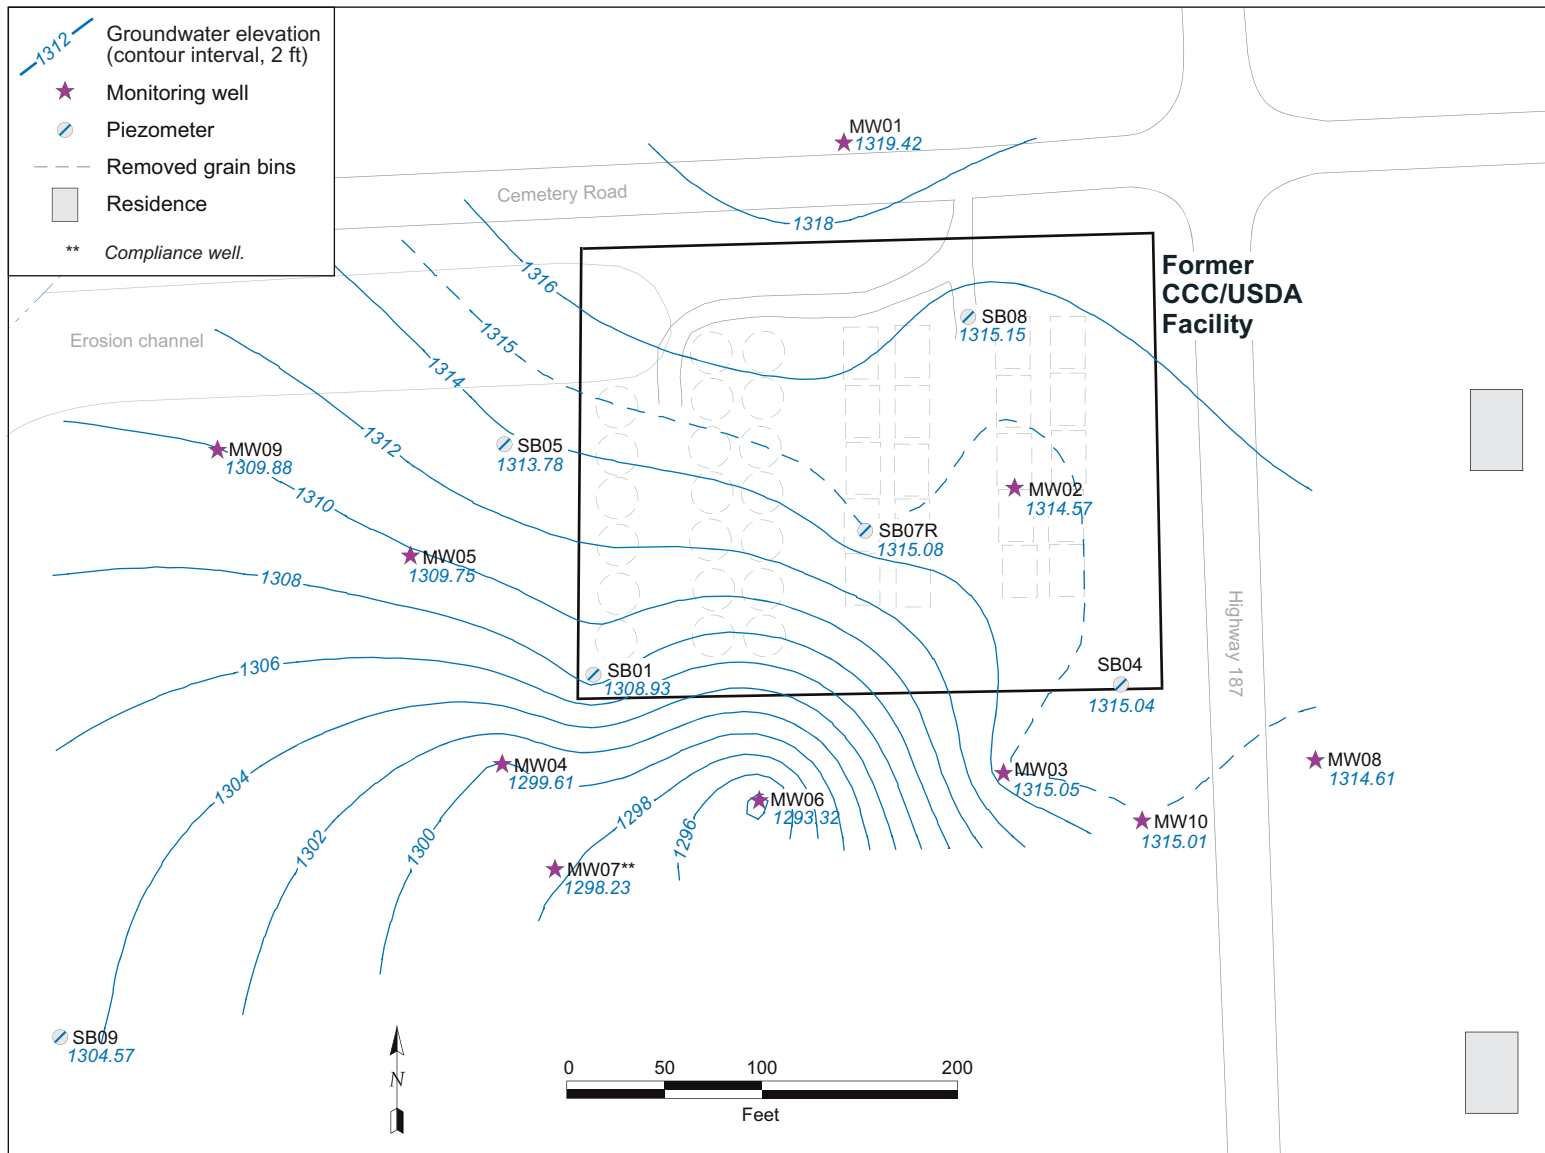 1312
Groundwater elevation
(contour interval, 2 ft)
Monitoring well
Piezometer
Removed grain bins
Residence
** Compliance well.
MW01
1319.42
Cemetery Road
1318
Former
CCC/USDA
Facility
1316
1315
SB08
1315.15
Erosion channel
1314
1312
SB05
1313.78
MW09
1309.88
1310
MW02
1314.57
SB07R
1315.08
MW05
1309.75
1308
Highway 187
1306
SB01
1308.93
SB04
1315.04
1304
MW04
1299.61
MW03
1315.05
MW08
1314.61
MW06
1293.32
1298
1296
MW10
1315.01
1302
1300
MW07**
1298.23
SB09
1304.57
N
0 50 100 200
Feet